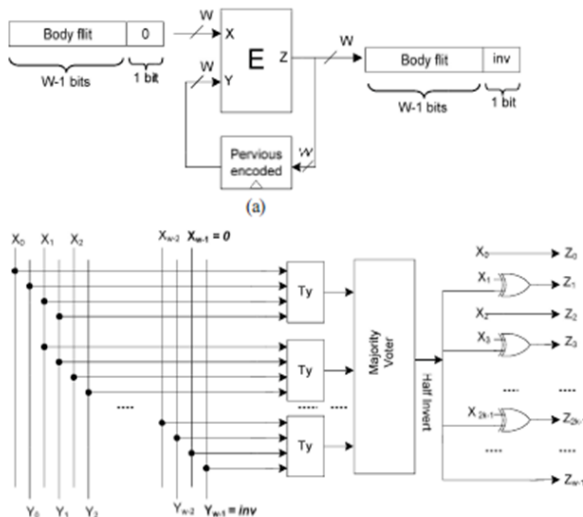 Body flit 0
W-1 bits 1 bit
W
X
W
Y
E
Z
W
Body flit inv
W-1 bits 1 bit
W
Pervious
encoded
(a)
X0 X1 X2 Xw-2 Xw-1 = 0
Ty
Ty
Ty
Majority
Voter
Half Invert
X0 Z0
X1 Z1
X2 Z2
X3 Z3
X2k-1 Z2k-1
Zw-1
Y0 Y1 Y2 Yw-2 Yw-1 = inv